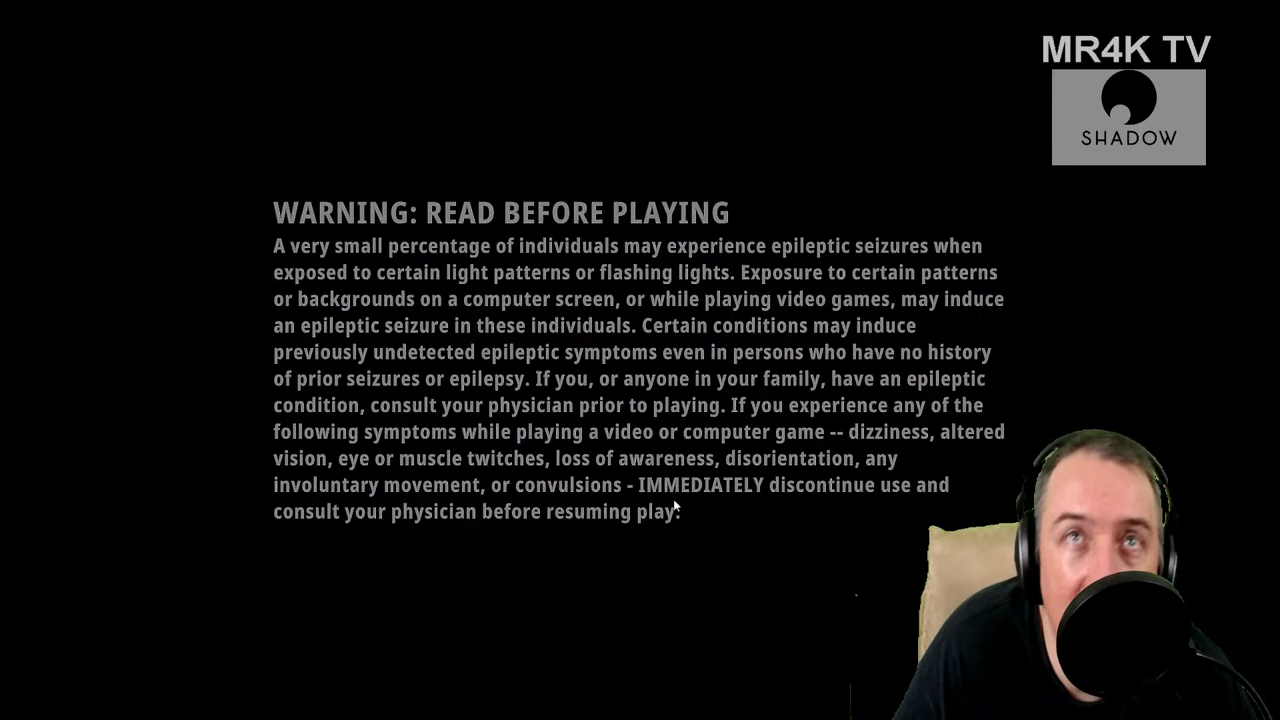 MR4K TV
SHADOW
WARNING: READ BEFORE PLAYING
A very small percentage of individuals may experience epileptic seizures when
exposed to certain light patterns or flashing lights. Exposure to certain patterns
or backgrounds on a computer screen, or while playing video games, may induce
an epileptic seizure in these individuals. Certain conditions may induce
previously undetected epileptic symptoms even in persons who have no history
of prior seizures or epilepsy. If you, or anyone in your family, have an epileptic
condition, consult your physician prior to playing. If you experience any of the
following symptoms while playing a video or computer game -- dizziness, altered
vision, eye or muscle twitches, loss of awareness, disorientation, any
involuntary movement, or convulsions - IMMEDIATELY discontinue use and
consult your physician before resuming play.